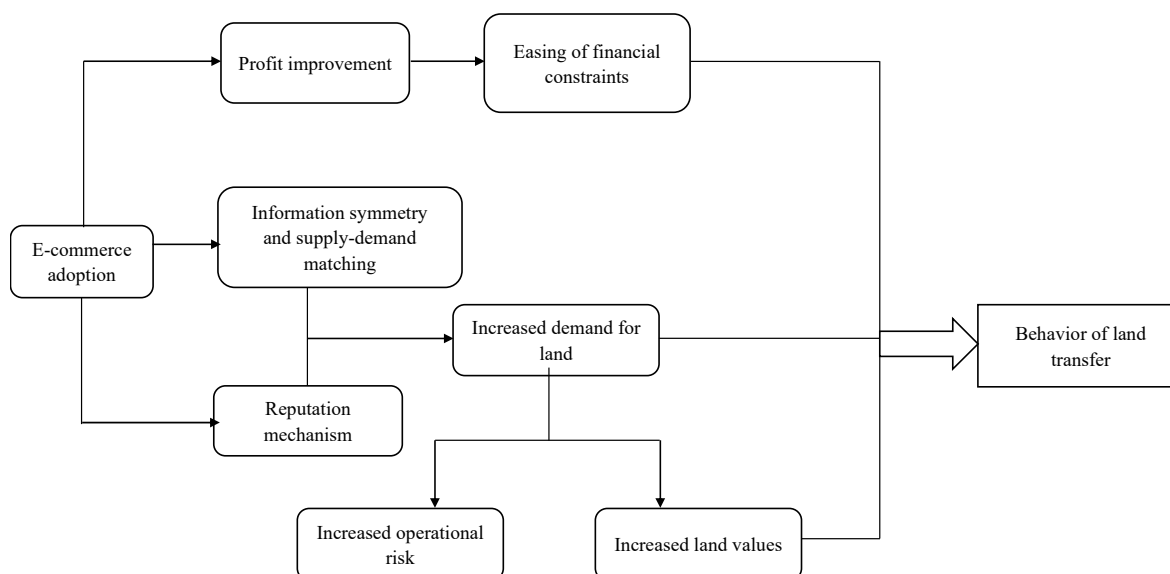 Profit improvement
Easing of financial
constraints
Information symmetry
and supply-demand
matching
E-commerce
adoption
Increased demand for
land
Behavior of land
transfer
Reputation
mechanism
Increased operational
risk
Increased land values